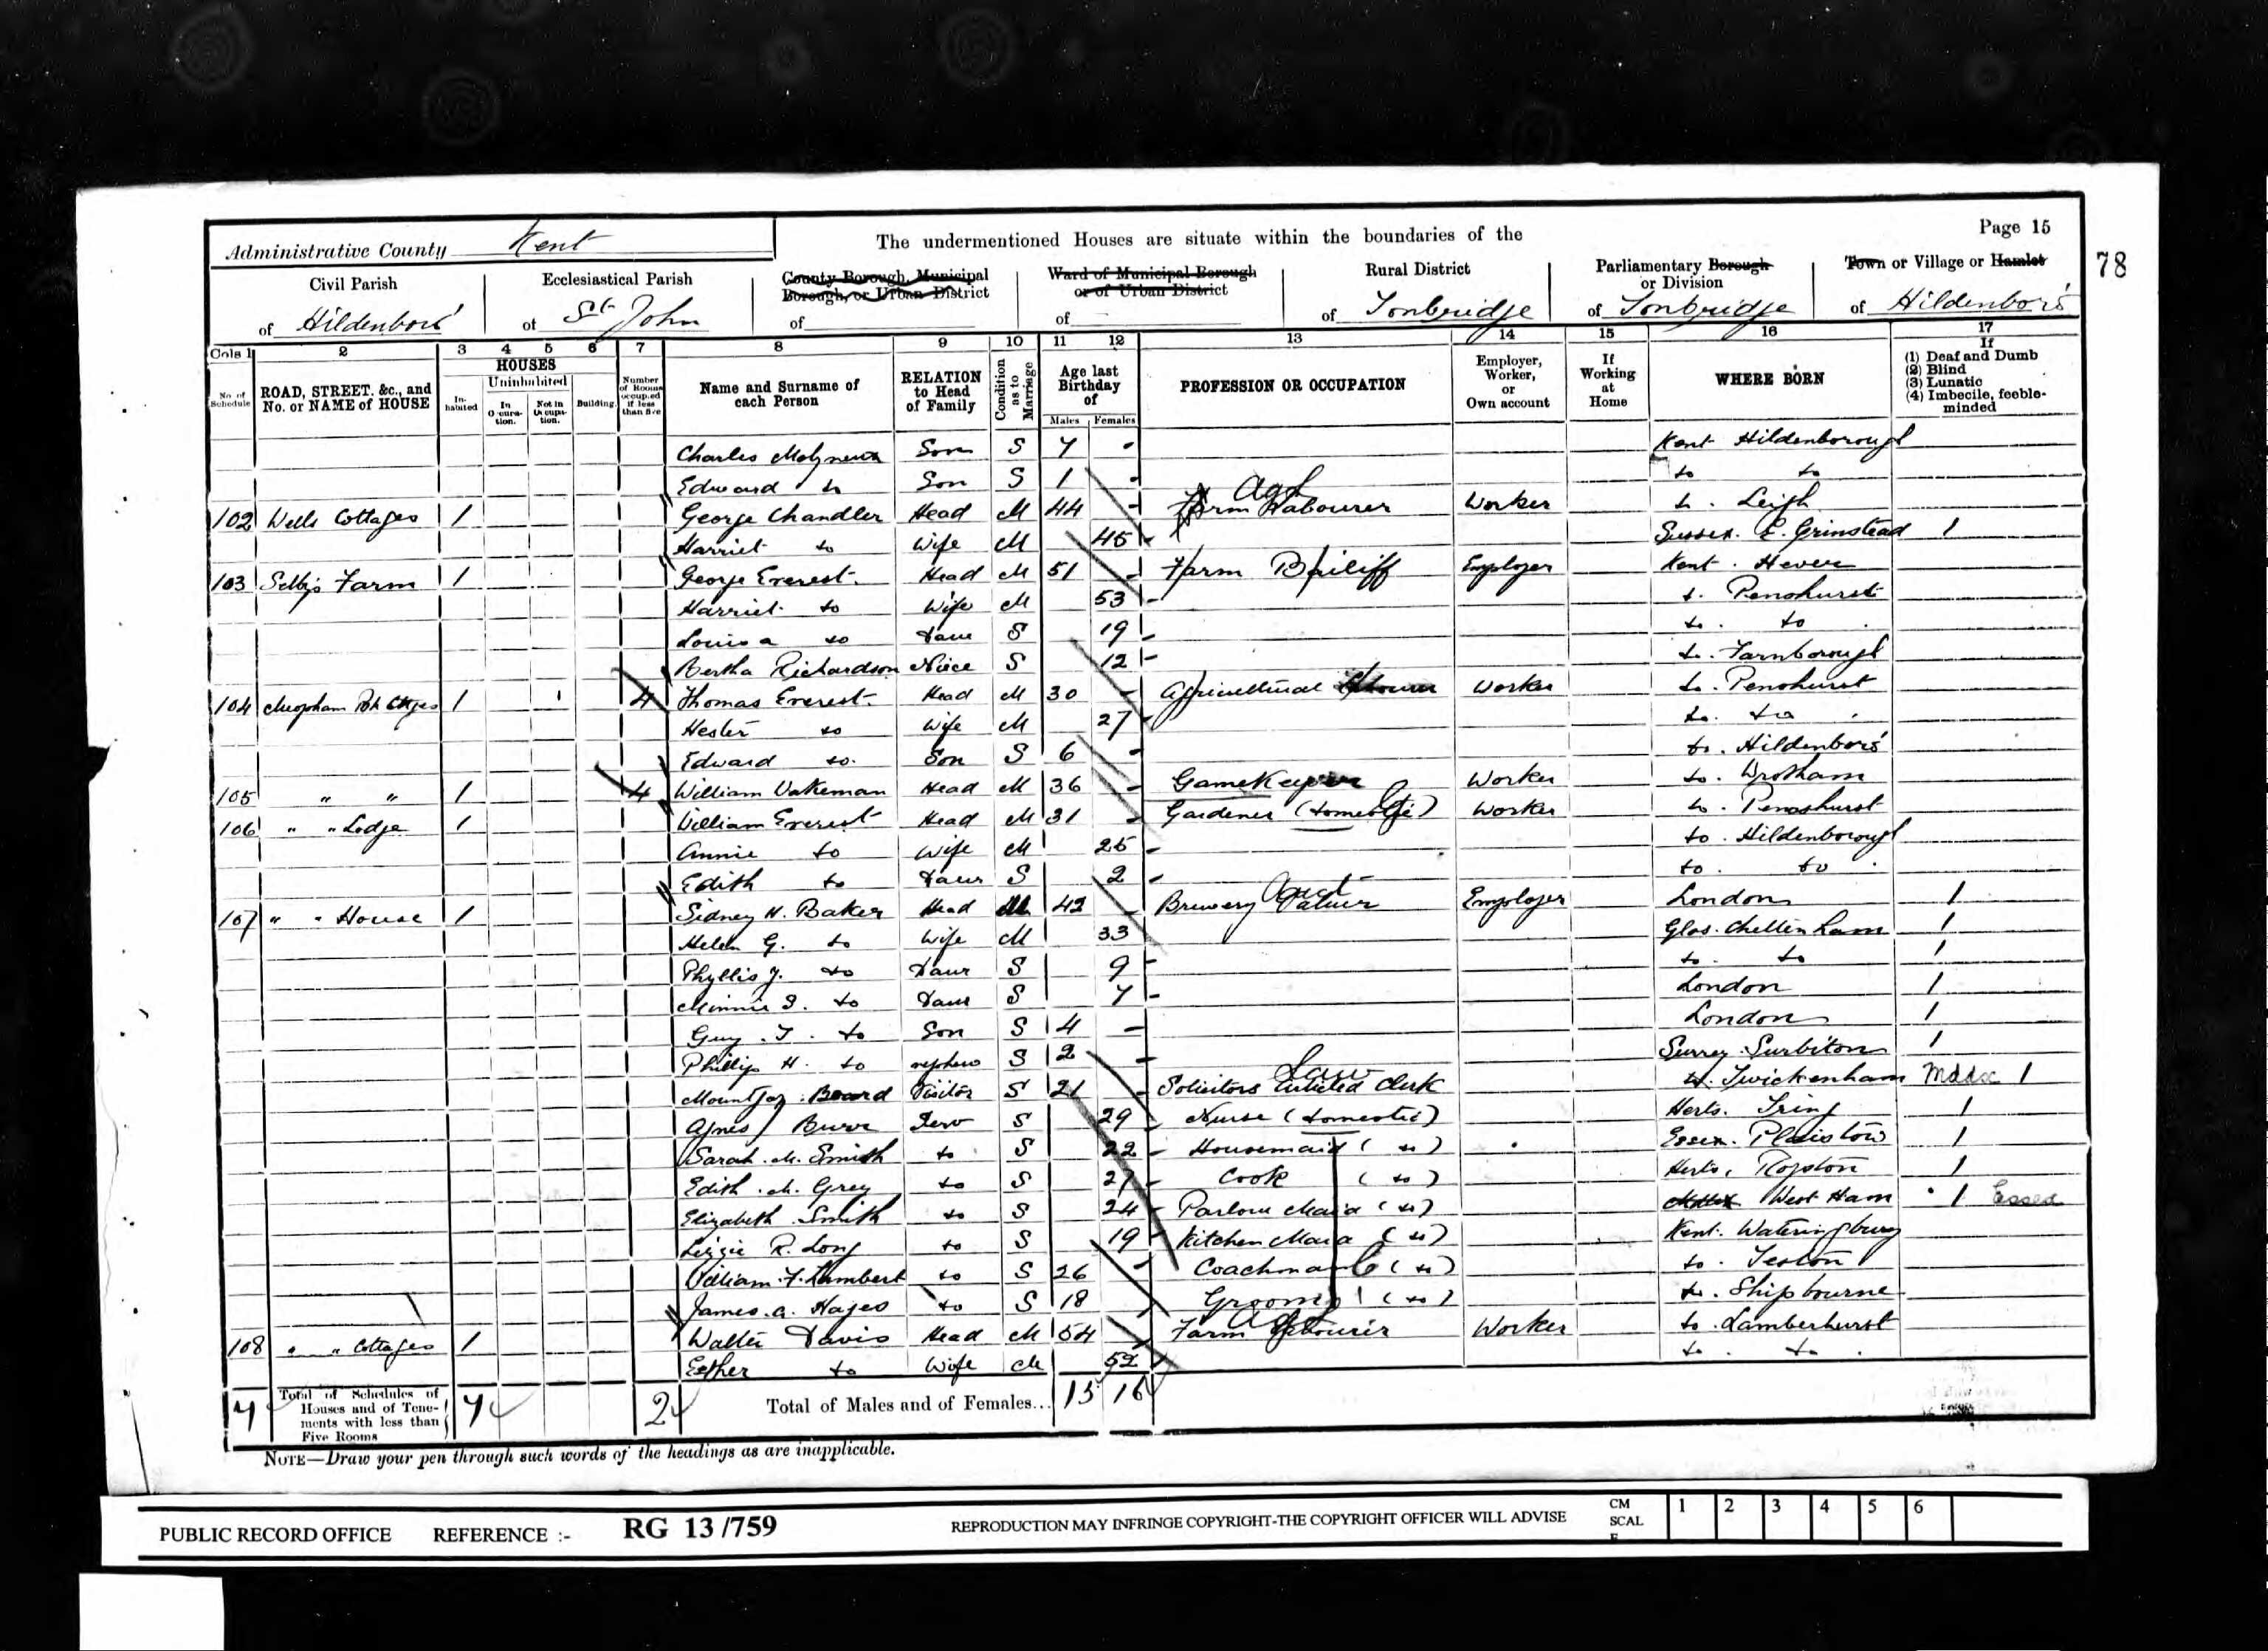 Page 15
78
Administrative County Kent
The undermentioned Houses are situate within the boundaries of the
Civil Parish of Hildenboro'
Ecclesiastical Parish of St. John
County Borough, Municipal Borough, or Urban District of
Ward of Municipal Borough or of Urban District of
Rural District of Tonbridge
Parliamentary Borough or Division of Tonbridge
Town or Village or Hamlet of Hildenboro'
Cols 1 2 3 4 5 6 7 8 9 10 11 12 13 14 15 16 17
No. of Schedule
ROAD, STREET, &c., and No. or NAME of HOUSE
HOUSES
Inhabited
Uninhabited
In Occupation.
Not in Occupation.
Building
Number of Rooms occupied if less than five
Name and Surname of each Person
RELATION to Head of Family
Condition as to Marriage
Age last Birthday of
Males Females
PROFESSION OR OCCUPATION
Employer, Worker, or Own account
If Working at Home
WHERE BORN
If
(1) Deaf and Dumb
(2) Blind
(3) Lunatic
(4) Imbecile, feeble-minded
Charles Molyneux Son S 7 Kent Hildenborough
Edward do Son S 1 do do
102 Wells Cottages 1 George Chandler Head M 44 Farm Labourer Agl Worker do. Leigh
Harriet do Wife M 45 Sussex. E. Grinstead 1
103 Selbys Farm 1 George Everest. Head M 51 Farm Bailiff Employer Kent. Hever
Harriet do Wife M 53 do. Penshurst
Louisa do Daur S 19 do. do
Bertha Richardson Niece S 12 do. Farnborough
104 Meopham Pk Ctges 1 1 4 Thomas Everest. Head M 30 Agricultural Labourer Worker do. Penshurst
Hester do Wife M 27 do. do
Edward do. Son S 6 do. Hildenboro'
105 " " 1 4 William Wakeman Head M 36 Gamekeeper Worker do. Wrotham
106 " " Lodge 1 William Everest Head M 31 Gardener (domestic) Worker do. Penshurst
Annie do Wife M 25 do. Hildenborough
Edith do Daur S 2 do. do
107 " " House 1 Sidney H. Baker Head M 42 Brewery Employer London 1
Helen G. do Wife M 33 Glos. Cheltenham 1
Phyllis J. do Daur S 9 do. do 1
Minnie I. do Daur S 7 London 1
Guy. T. do Son S 4 London 1
Phillip H. do nephew S 2 Surrey Surbiton 1
Mountjoy Visitor S 21 Solicitors Articled Clerk Law do. Twickenham Mddx 1
Agnes Burr Serv S 29 Nurse (domestic) Herts. Tring 1
Sarah. M. Smith do S 22 Housemaid (do) Essex. Plaistow 1
Edith. M. Grey do S 27 Cook (do) Herts, Royston 1
Elizabeth Smith do S 24 Parlour Maid (do) Mddx West Ham 1 Essex
Lizzie R. Long do S 19 Kitchen Maid (do) Kent. Wateringbury
William. F. Lambert do S 26 Coachman (do) do. Teston
James. A. Hayes do S 18 Groom (do) do. Shipbourne
108 " " Cottages 1 Walter Davis Head M 54 Farm Labourer Agl Worker do. Lamberhurst
Esther do Wife M 52 do. do.
7 Total of Schedules of Houses and of Tenements with less than Five Rooms 7 2 Total of Males and of Females... 15 16
NOTE—Draw your pen through such words of the headings as are inapplicable.
PUBLIC RECORD OFFICE REFERENCE :- RG 13/759 REPRODUCTION MAY INFRINGE COPYRIGHT-THE COPYRIGHT OFFICER WILL ADVISE CM SCALE 1 2 3 4 5 6